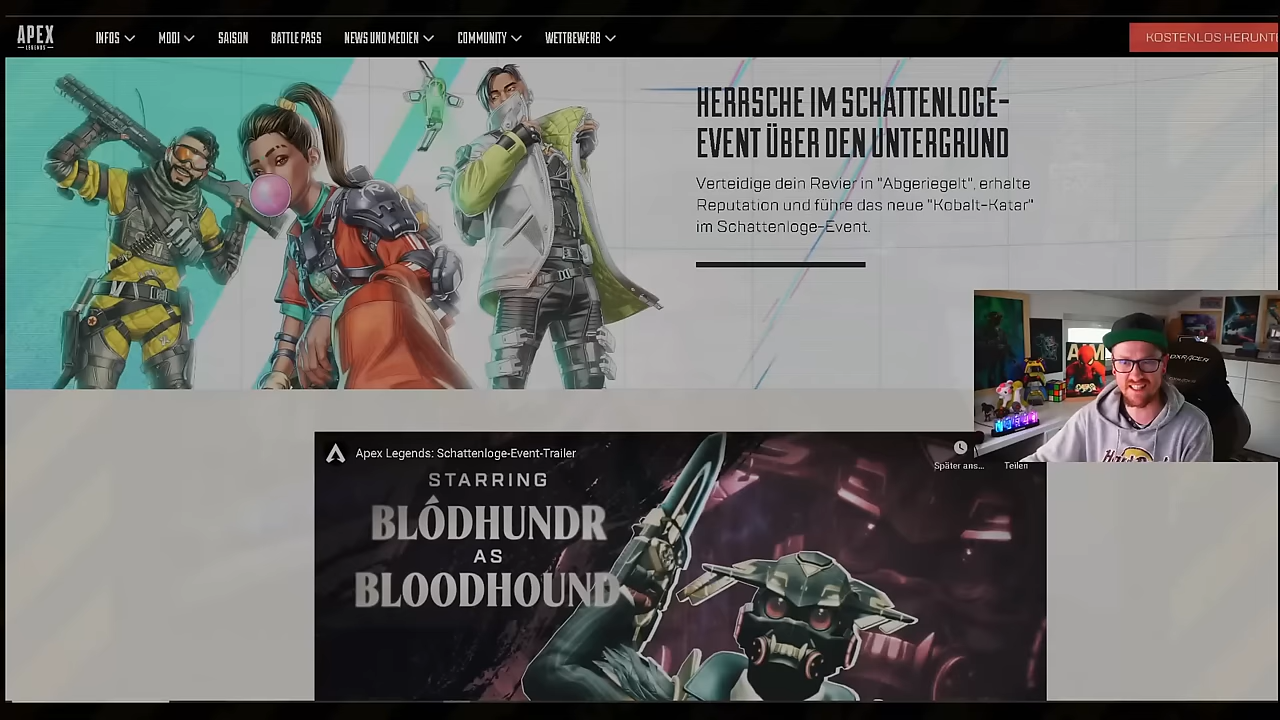 APEX
LEGENDS
INFOS
MODI
SAISON
BATTLE PASS
NEWS UND MEDIEN
COMMUNITY
WETTBEWERB
KOSTENLOS HERUNT
HERRSCHE IM SCHATTENLOGE-
EVENT ÜBER DEN UNTERGRUND
Verteidige dein Revier in "Abgeriegelt", erhalte
Reputation und führe das neue "Kobalt-Katar"
im Schattenloge-Event.
Apex Legends: Schattenloge-Event-Trailer
Später ans...
Teilen
STARRING
BLÓDHUNDR
AS
BLOODHOUND
DXRACER